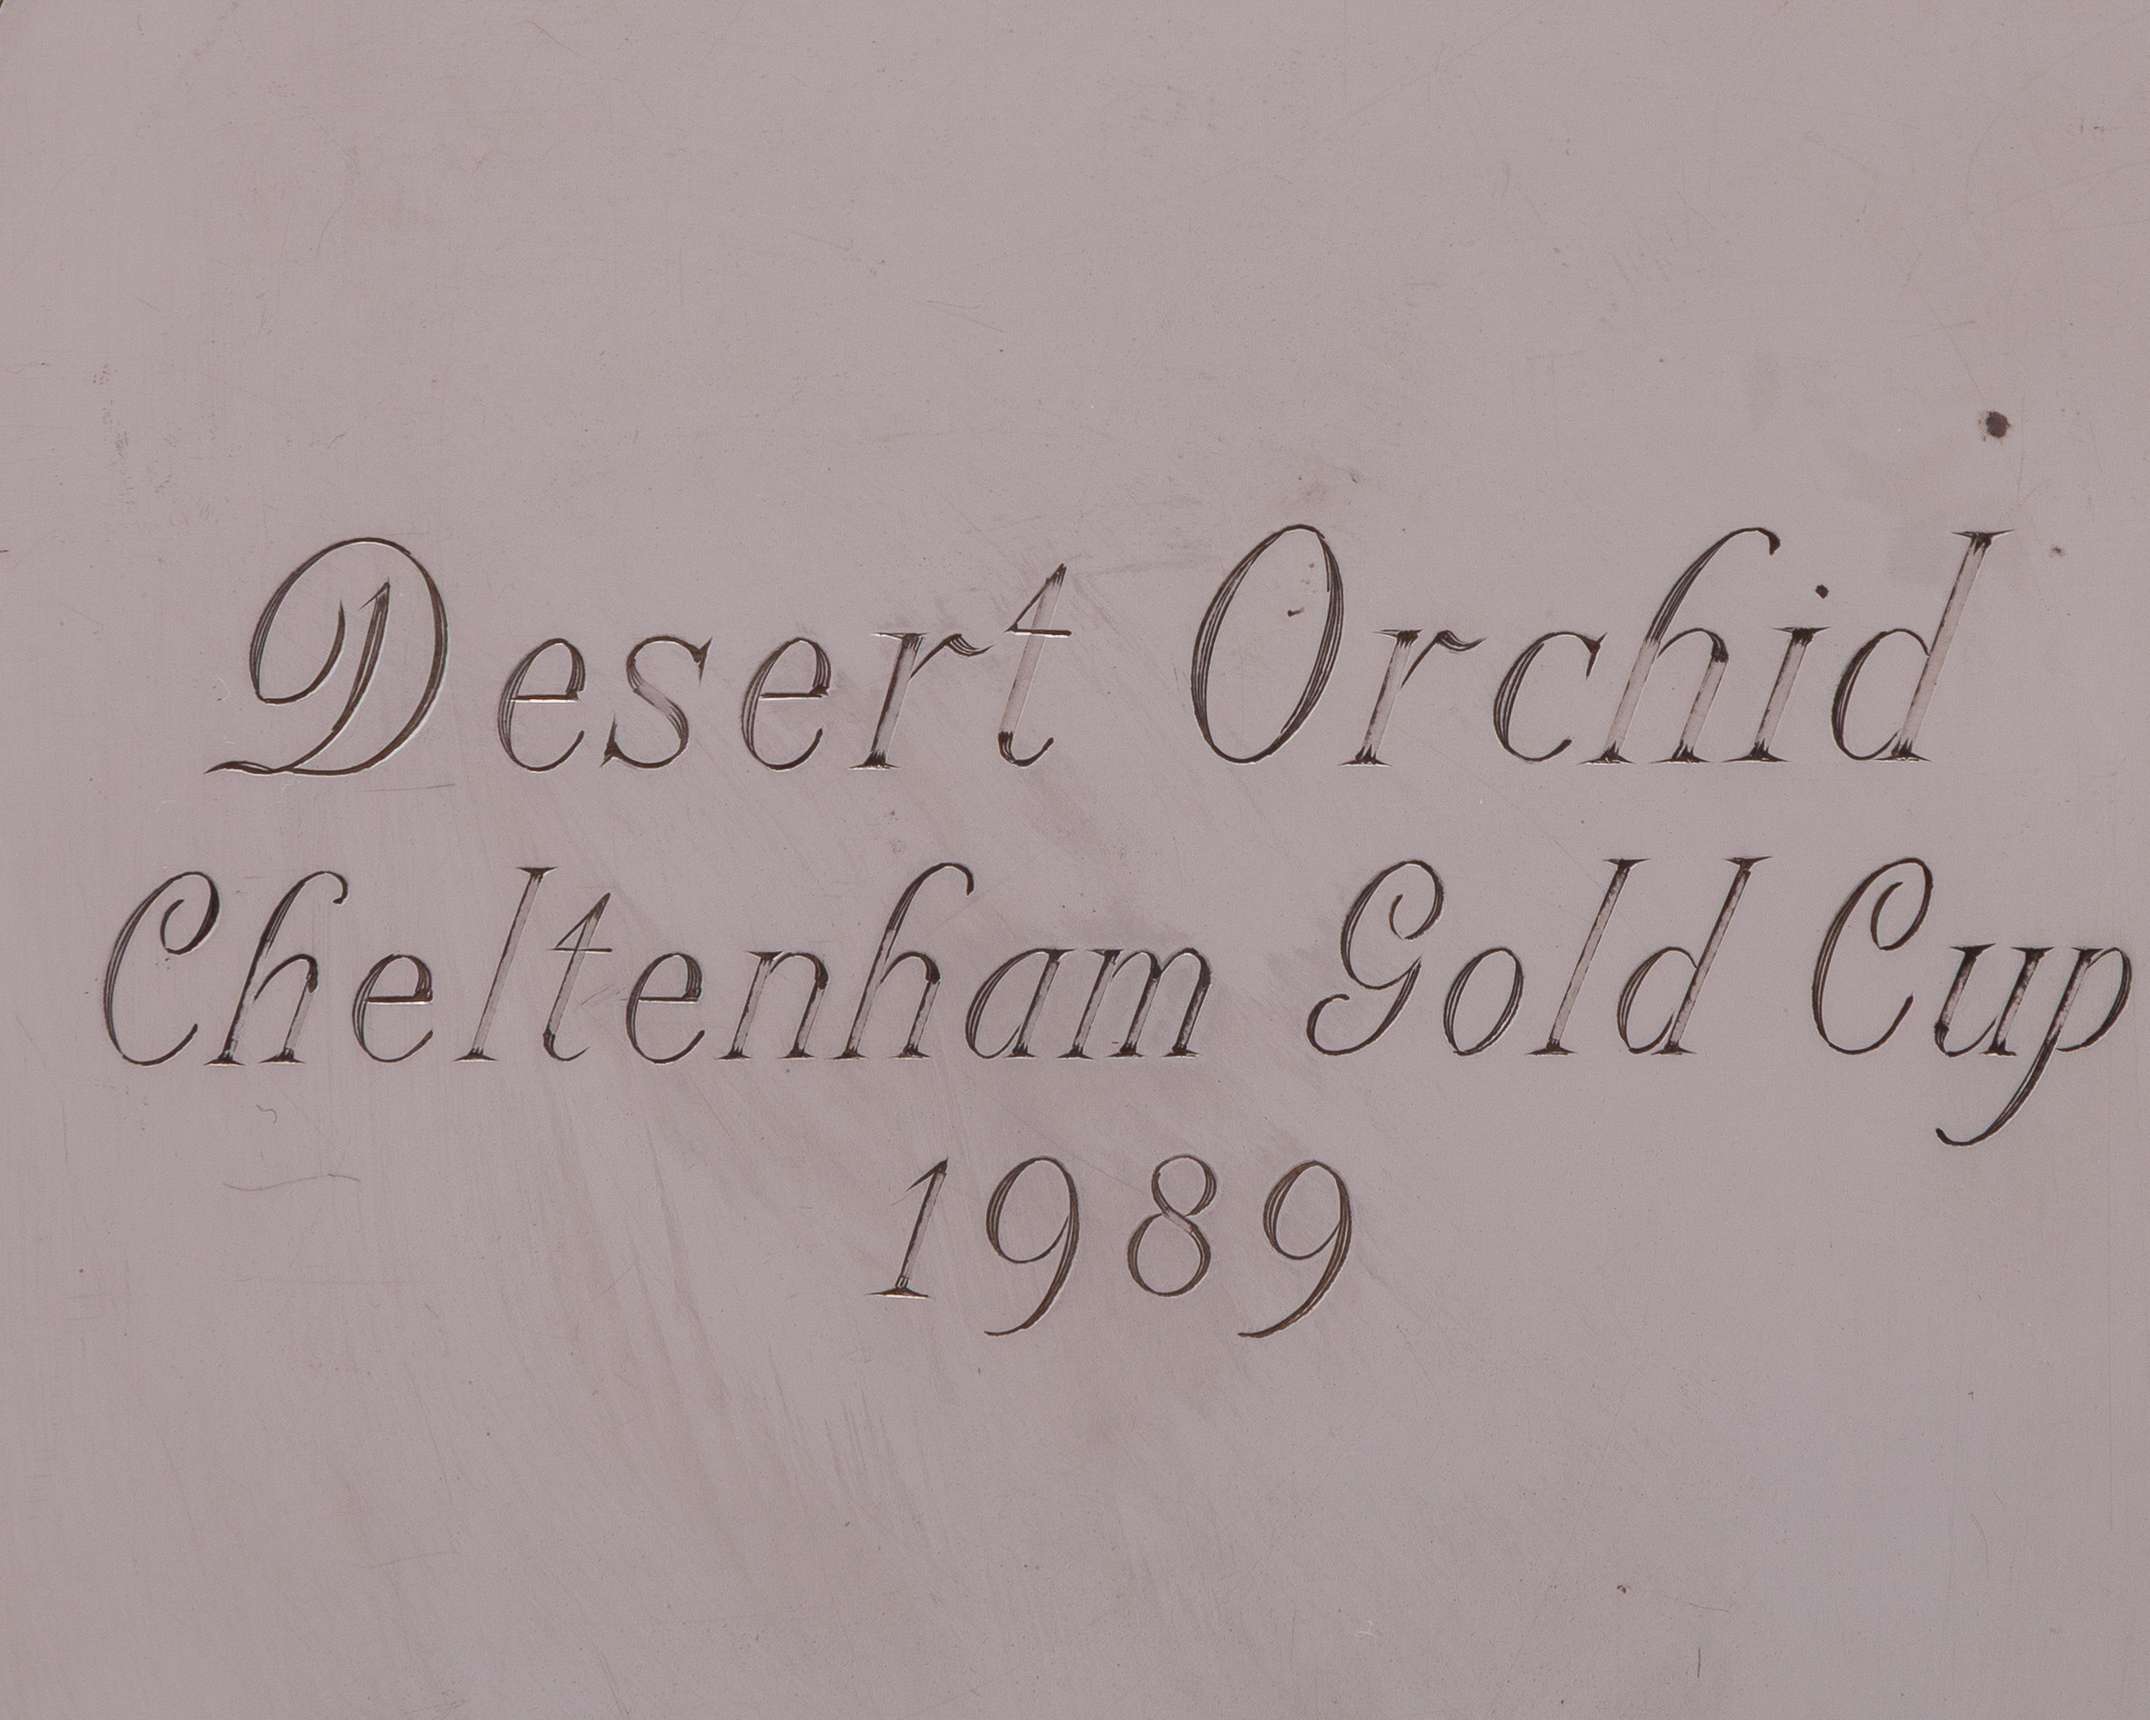 Desert Orchid
Cheltenham Gold Cup
1989